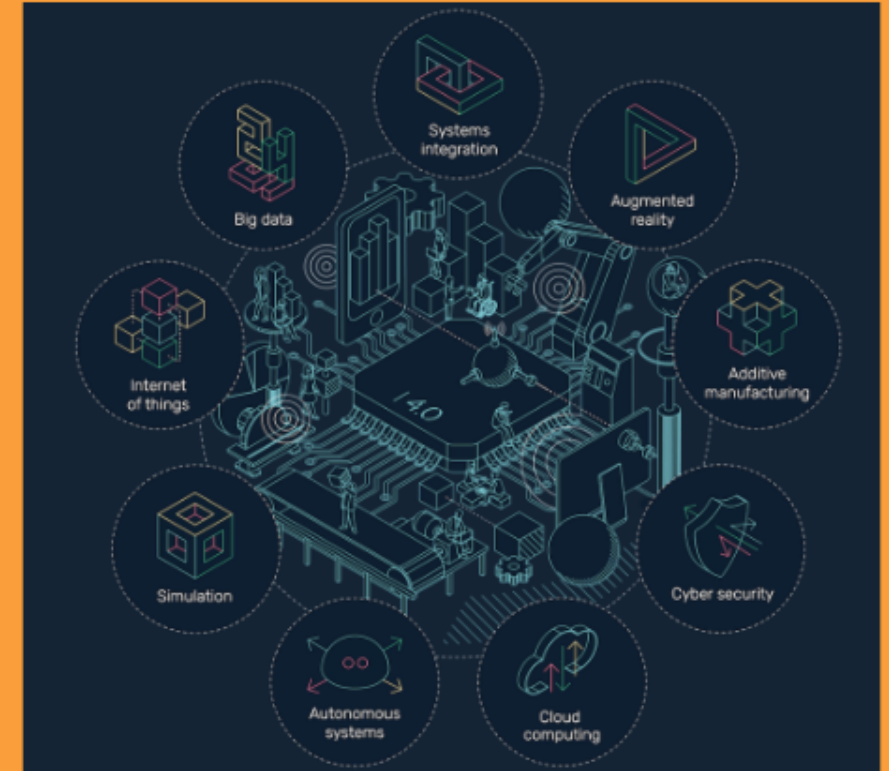 Systems
integration
Augmented
reality
Additive
manufacturing
Cyber security
Cloud
computing
Autonomous
systems
Simulation
Internet
of things
Big data
I 4.0